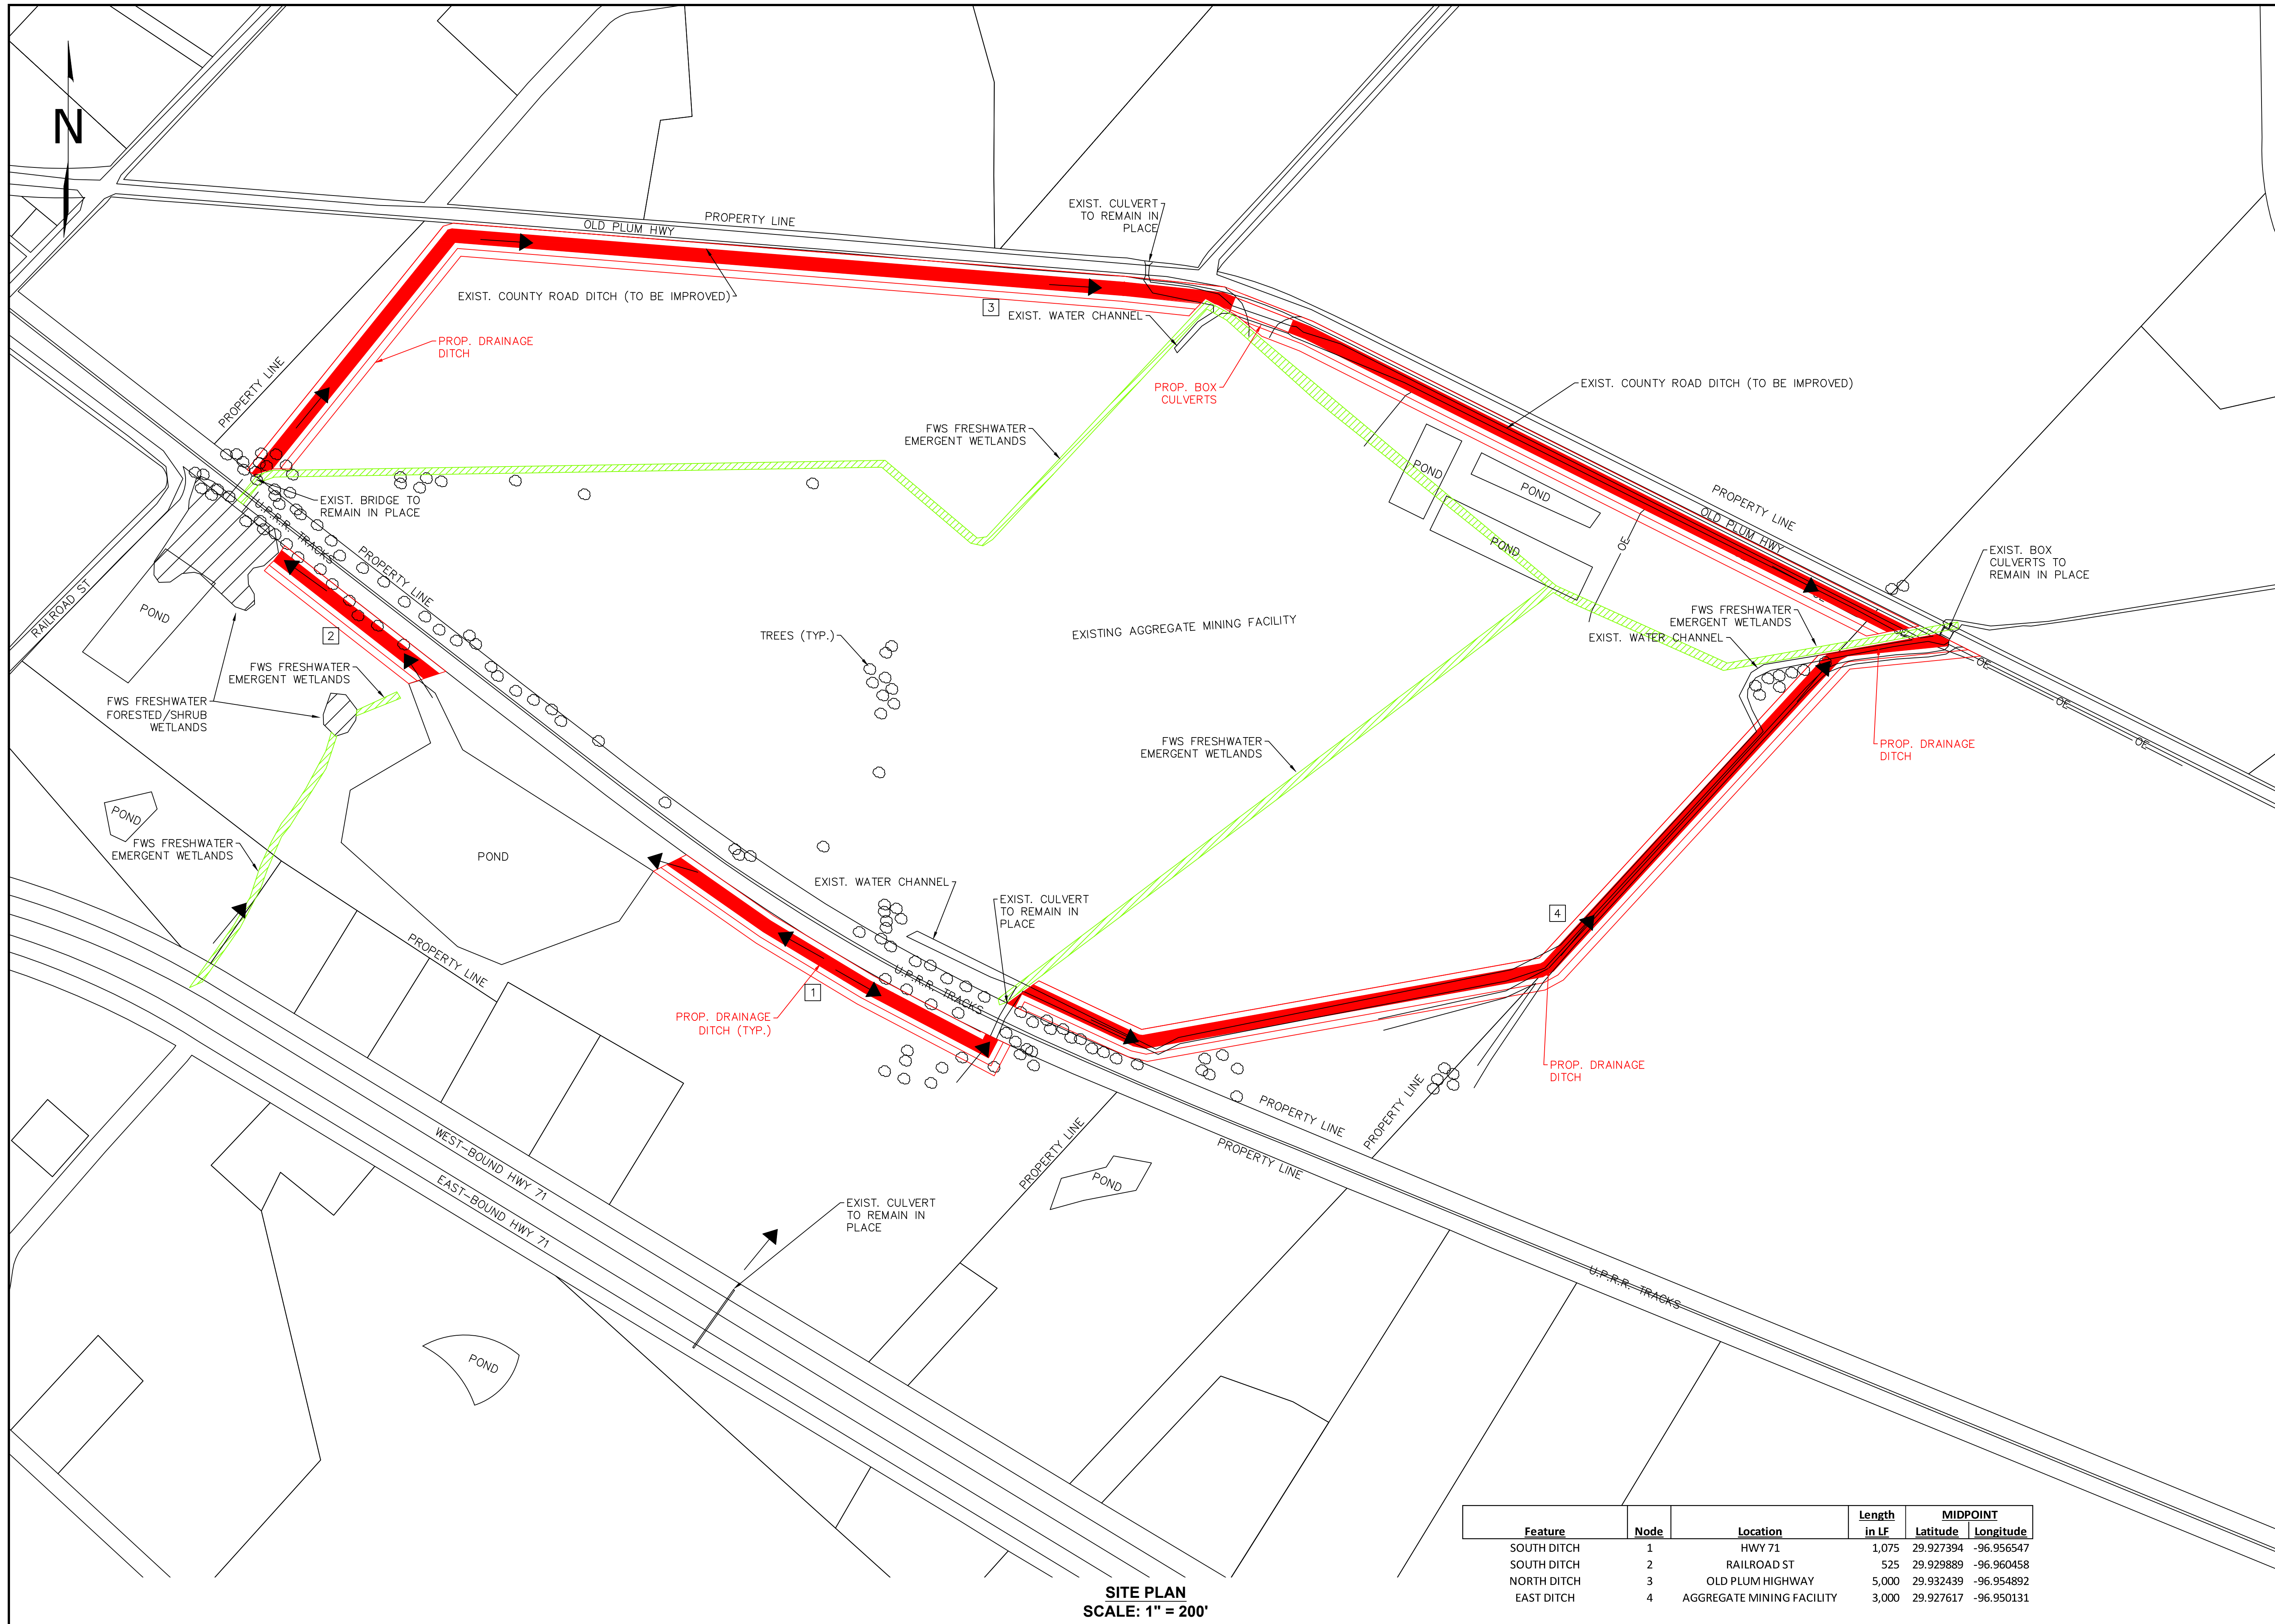 N
EXIST. CULVERT
TO REMAIN IN
PLACE
PROPERTY LINE
OLD PLUM HWY
EXIST. COUNTY ROAD DITCH (TO BE IMPROVED)
3
EXIST. WATER CHANNEL
PROP. DRAINAGE
DITCH
PROPERTY LINE
PROP. BOX
CULVERTS
EXIST. COUNTY ROAD DITCH (TO BE IMPROVED)
FWS FRESHWATER
EMERGENT WETLANDS
POND
POND
POND
PROPERTY LINE
OLD PLUM HWY
OE
EXIST. BRIDGE TO
REMAIN IN PLACE
U.P.R.R. TRACKS
PROPERTY LINE
EXIST. BOX
CULVERTS TO
REMAIN IN PLACE
RAILROAD ST
POND
2
TREES (TYP.)
EXISTING AGGREGATE MINING FACILITY
FWS FRESHWATER
EMERGENT WETLANDS
EXIST. WATER CHANNEL
OE
OE
OE
OE
OE
FWS FRESHWATER
EMERGENT WETLANDS
FWS FRESHWATER
FORESTED/SHRUB
WETLANDS
FWS FRESHWATER
EMERGENT WETLANDS
PROP. DRAINAGE
DITCH
POND
FWS FRESHWATER
EMERGENT WETLANDS
POND
EXIST. WATER CHANNEL
EXIST. CULVERT
TO REMAIN IN
PLACE
4
PROPERTY LINE
U.P.R.R. TRACKS
1
PROP. DRAINAGE
DITCH (TYP.)
PROP. DRAINAGE
DITCH
PROPERTY LINE
PROPERTY LINE
PROPERTY LINE
PROPERTY LINE
POND
WEST-BOUND HWY 71
EAST-BOUND HWY 71
EXIST. CULVERT
TO REMAIN IN
PLACE
U.P.R.R. TRACKS
POND
Length MIDPOINT
Feature Node Location in LF Latitude Longitude
SOUTH DITCH 1 HWY 71 1,075 29.927394 -96.956547
SOUTH DITCH 2 RAILROAD ST 525 29.929889 -96.960458
NORTH DITCH 3 OLD PLUM HIGHWAY 5,000 29.932439 -96.954892
EAST DITCH 4 AGGREGATE MINING FACILITY 3,000 29.927617 -96.950131
SITE PLAN
SCALE: 1" = 200'